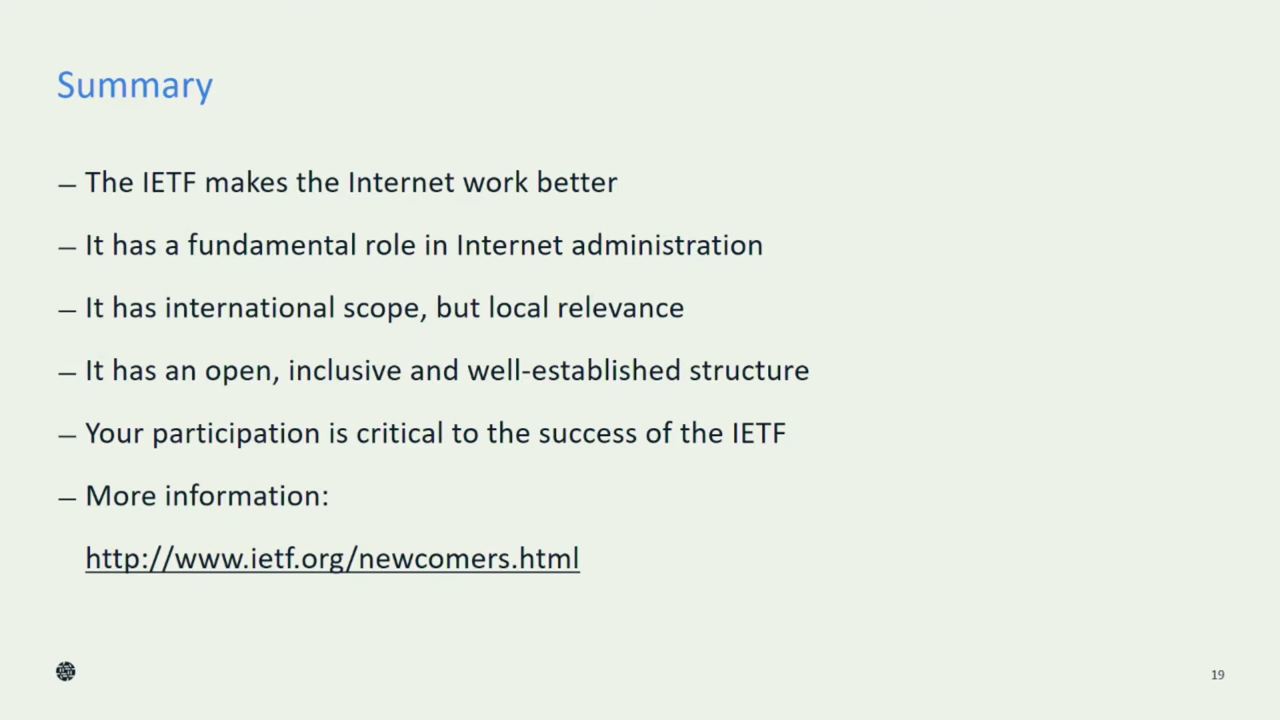 Summary
– The IETF makes the Internet work better
– It has a fundamental role in Internet administration
– It has international scope, but local relevance
– It has an open, inclusive and well-established structure
– Your participation is critical to the success of the IETF
– More information:
http://www.ietf.org/newcomers.html
19